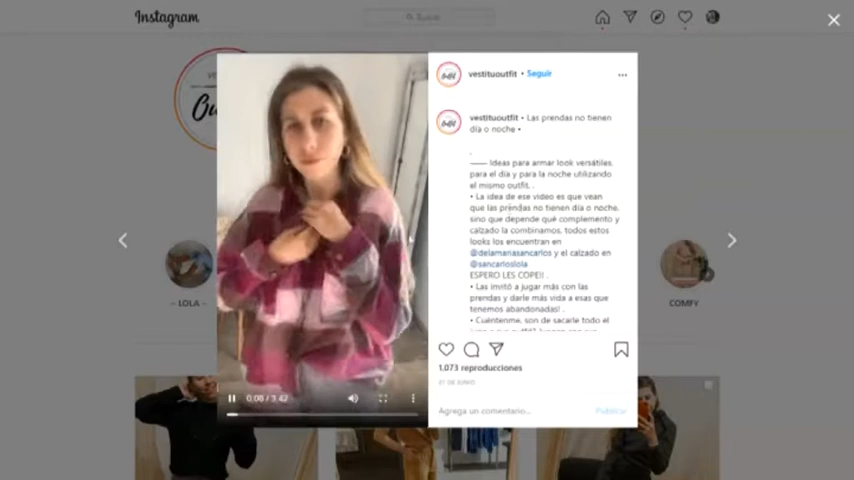 Instagram
Buscar
vestituoutfit • Seguir
vestituoutfit • Las prendas no tienen
día o noche •
.
—— Ideas para armar look versátiles,
para el día y para la noche utilizando
el mismo outfit. .
• La idea de ese video es que vean
que las prendas no tienen día o noche,
sino que depende qué complemento y
calzado la combinamos, todos estos
looks los encuentran en
@delamariasancarlos y el calzado en
@sancarloslola
ESPERO LES COPE!! .
• Las invitó a jugar más con las
prendas y darle más vida a esas que
tenemos abandonadas! .
• Cuéntenme, son de sacarle todo el
1.073 reproducciones
27 DE JUNIO
Agrega un comentario...
Publicar
0:06 / 3:42
LOLA
COMFY